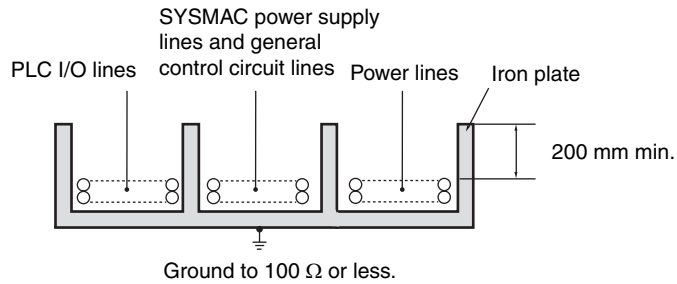 SYSMAC power supply
lines and general
control circuit lines
PLC I/O lines
Power lines
Iron plate
200 mm min.
Ground to 100 Ω or less.